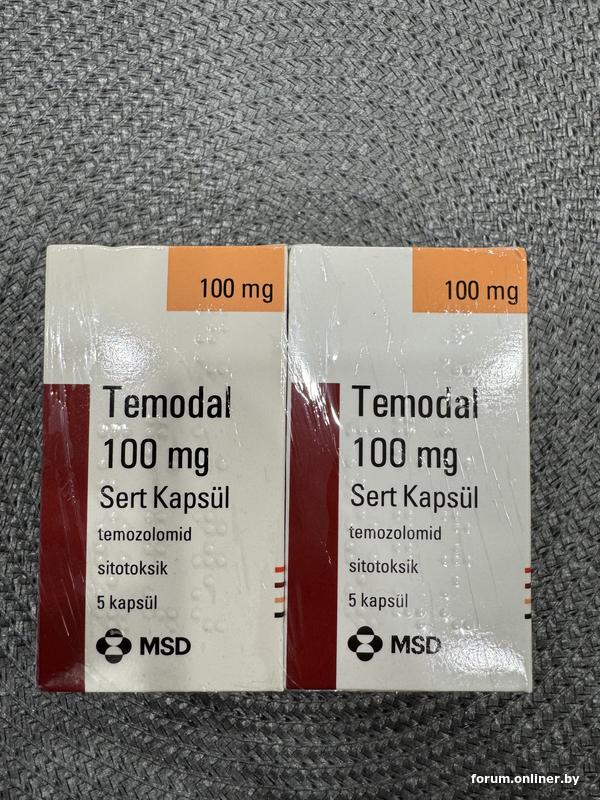 100 mg
Temodal
100 mg
Sert Kapsül
temozolomid
sitotoksik
5 kapsül
MSD
100 mg
Temodal
100 mg
Sert Kapsül
temozolomid
sitotoksik
5 kapsül
MSD
forum.onliner.by